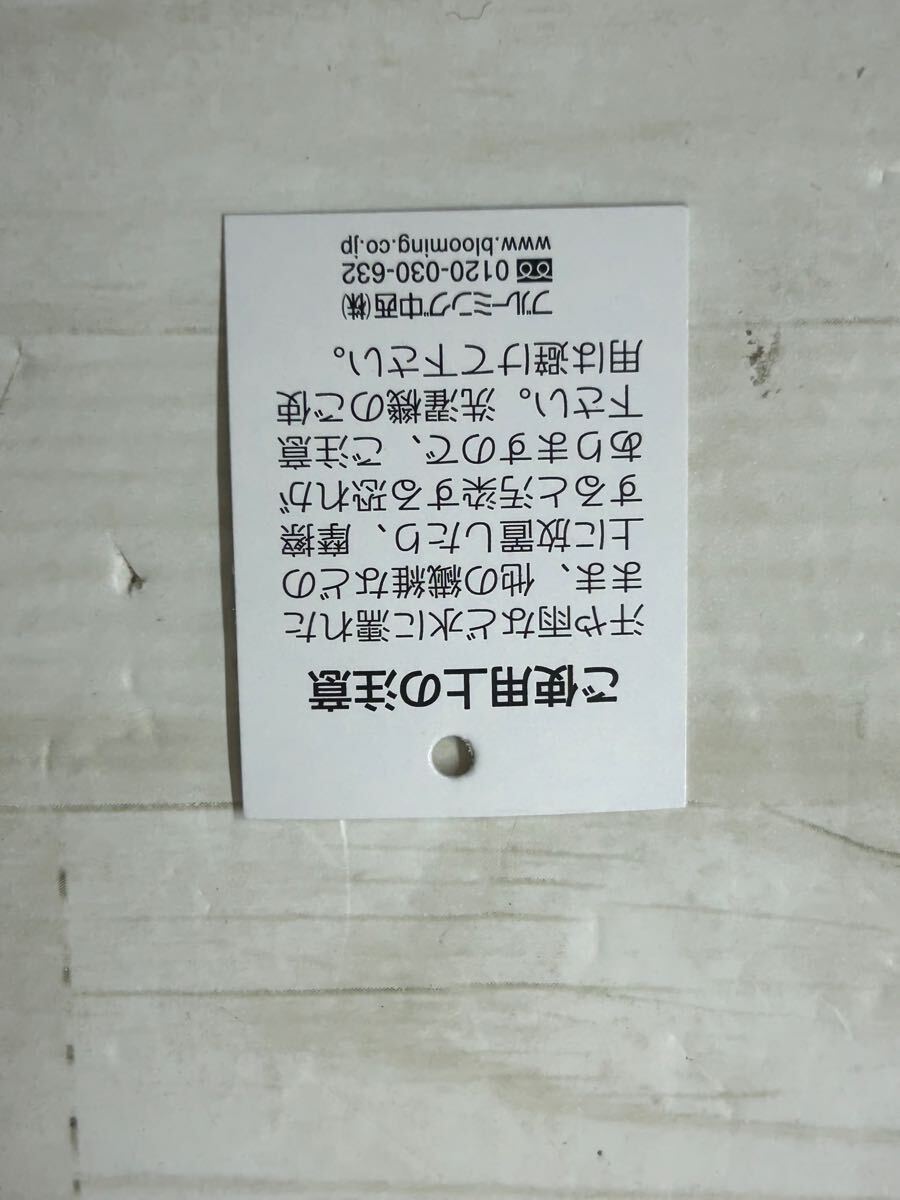 ご使用上の注意
汗や雨など水に濡れた
まま、他の繊維などの
上に放置したり、摩擦
すると汚染する恐れが
ありますので、ご注意
下さい。洗濯機のご使
用は避けて下さい。
ブルーミング中西㈱
0120-030-632
www.blooming.co.jp